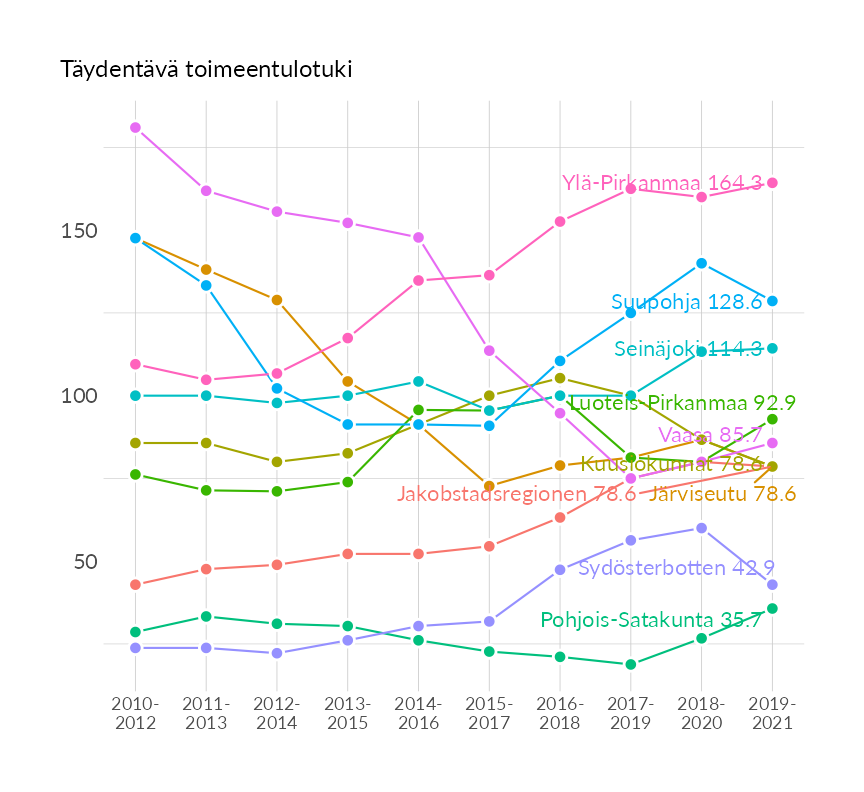 Täydentävä toimeentulotuki
150
100
50
Ylä-Pirkanmaa 164.3
Suupohja 128.6
Seinäjoki 114.3
Luoteis-Pirkanmaa 92.9
Vaasa 85.7
Kuusiokunnat 78.6
Jakobstadsregionen 78.6
Järviseutu 78.6
Sydösterbotten 42.9
Pohjois-Satakunta 35.7
2010-
2012
2011-
2013
2012-
2014
2013-
2015
2014-
2016
2015-
2017
2016-
2018
2017-
2019
2018-
2020
2019-
2021